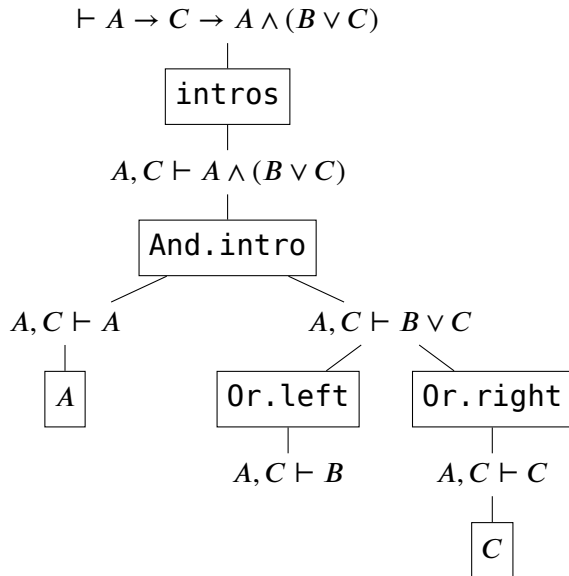 ⊢ A → C → A ∧ (B ∨ C)
intros
A, C ⊢ A ∧ (B ∨ C)
And.intro
A, C ⊢ A
A, C ⊢ B ∨ C
A
Or.left
Or.right
A, C ⊢ B
A, C ⊢ C
C